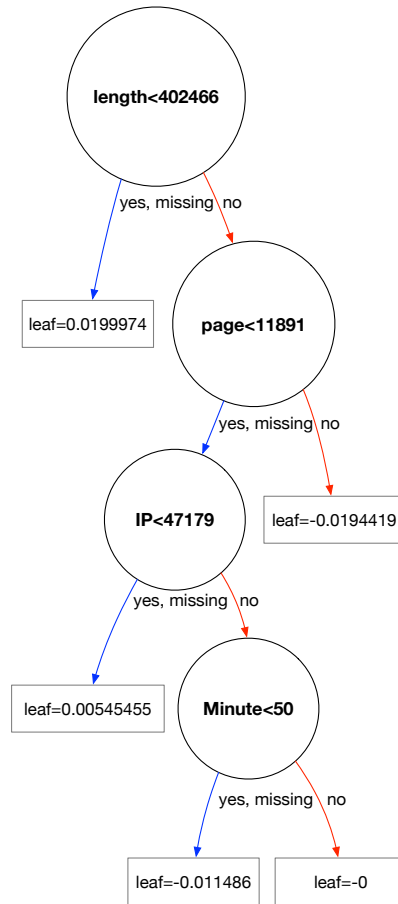 length<402466
yes, missing no
leaf=0.0199974
page<11891
yes, missing no
IP<47179
leaf=-0.0194419
yes, missing no
leaf=0.00545455
Minute<50
yes, missing no
leaf=-0.011486
leaf=-0